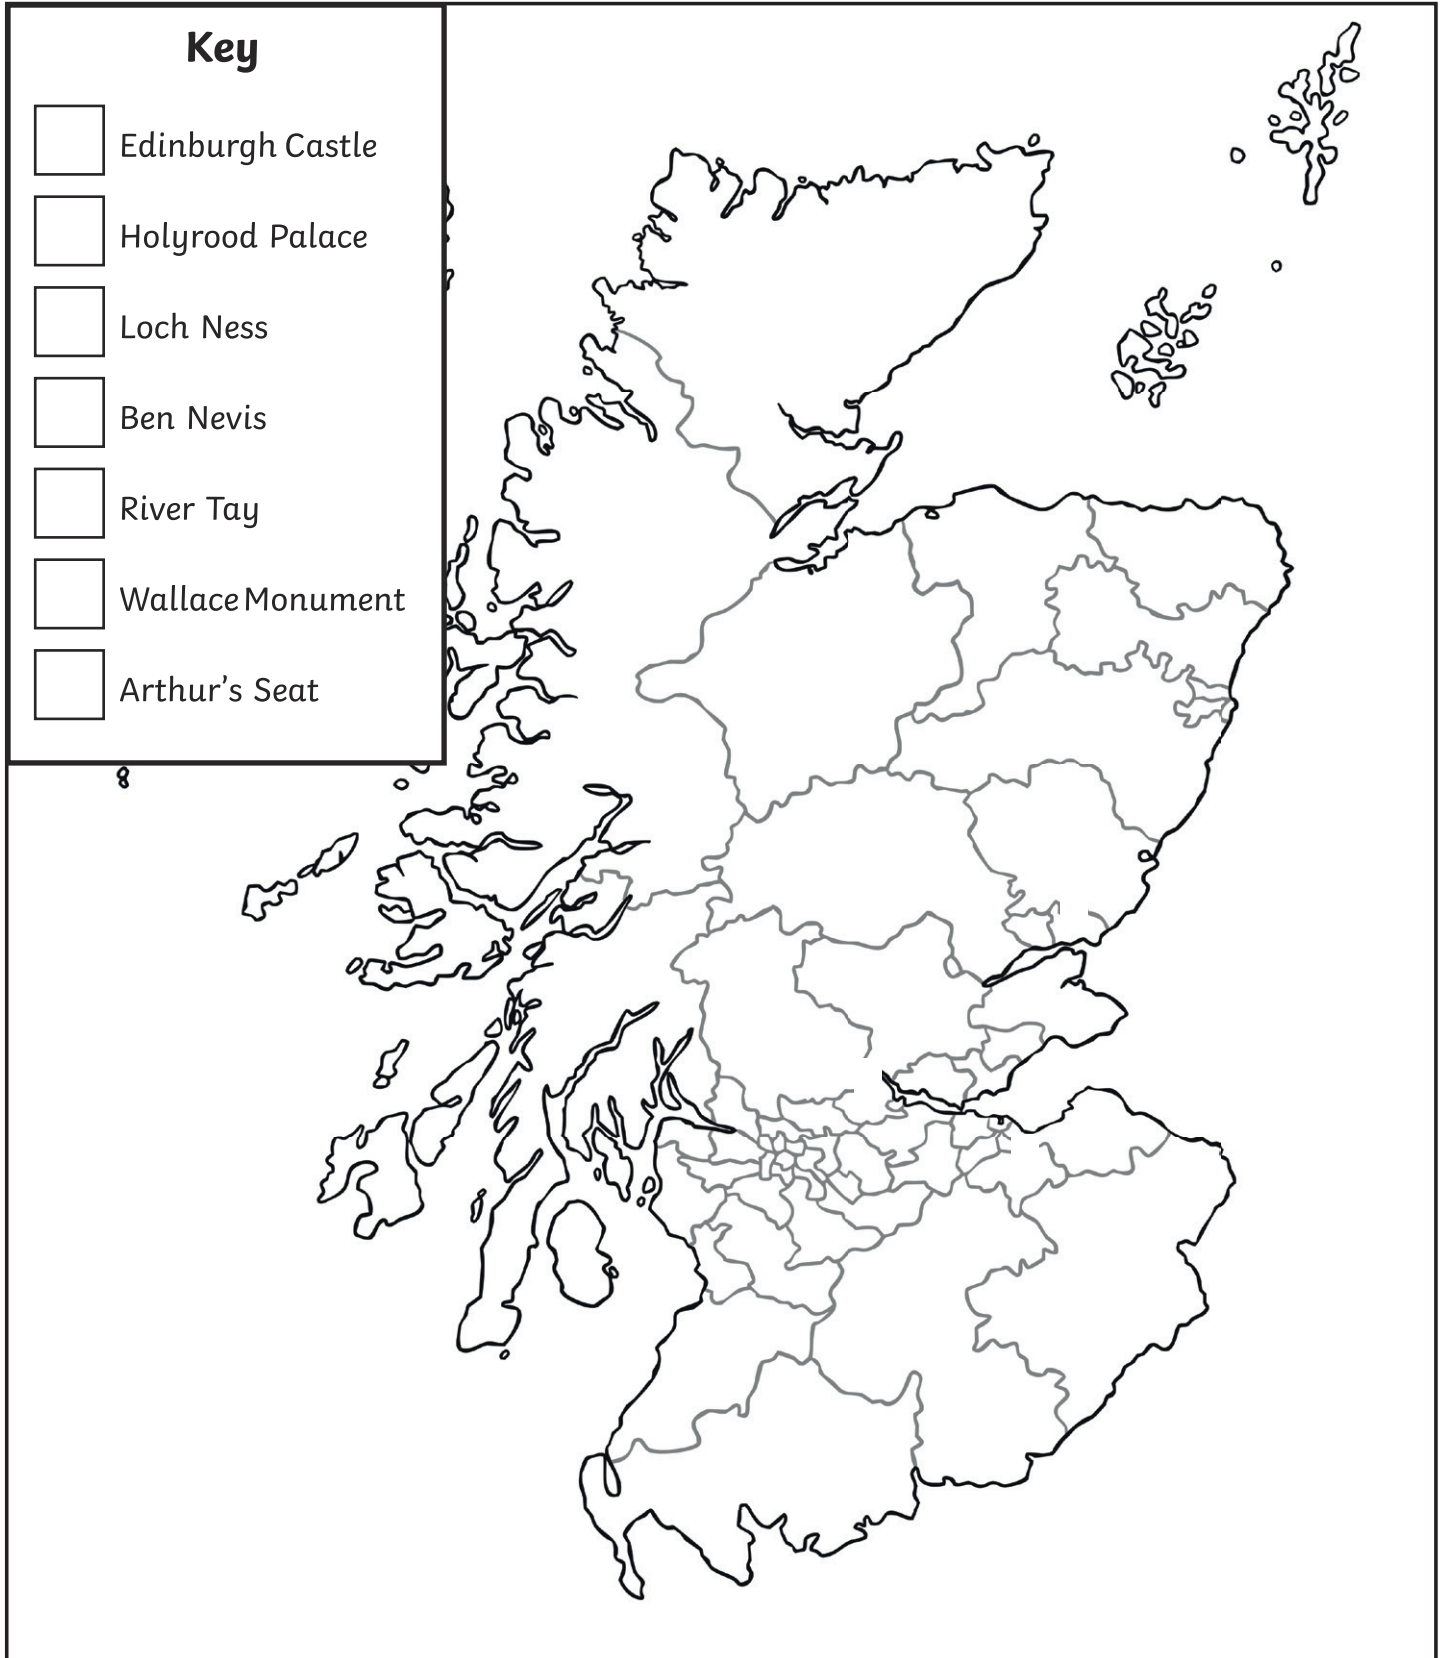 Key
Edinburgh Castle
Holyrood Palace
Loch Ness
Ben Nevis
River Tay
Wallace Monument
Arthur’s Seat